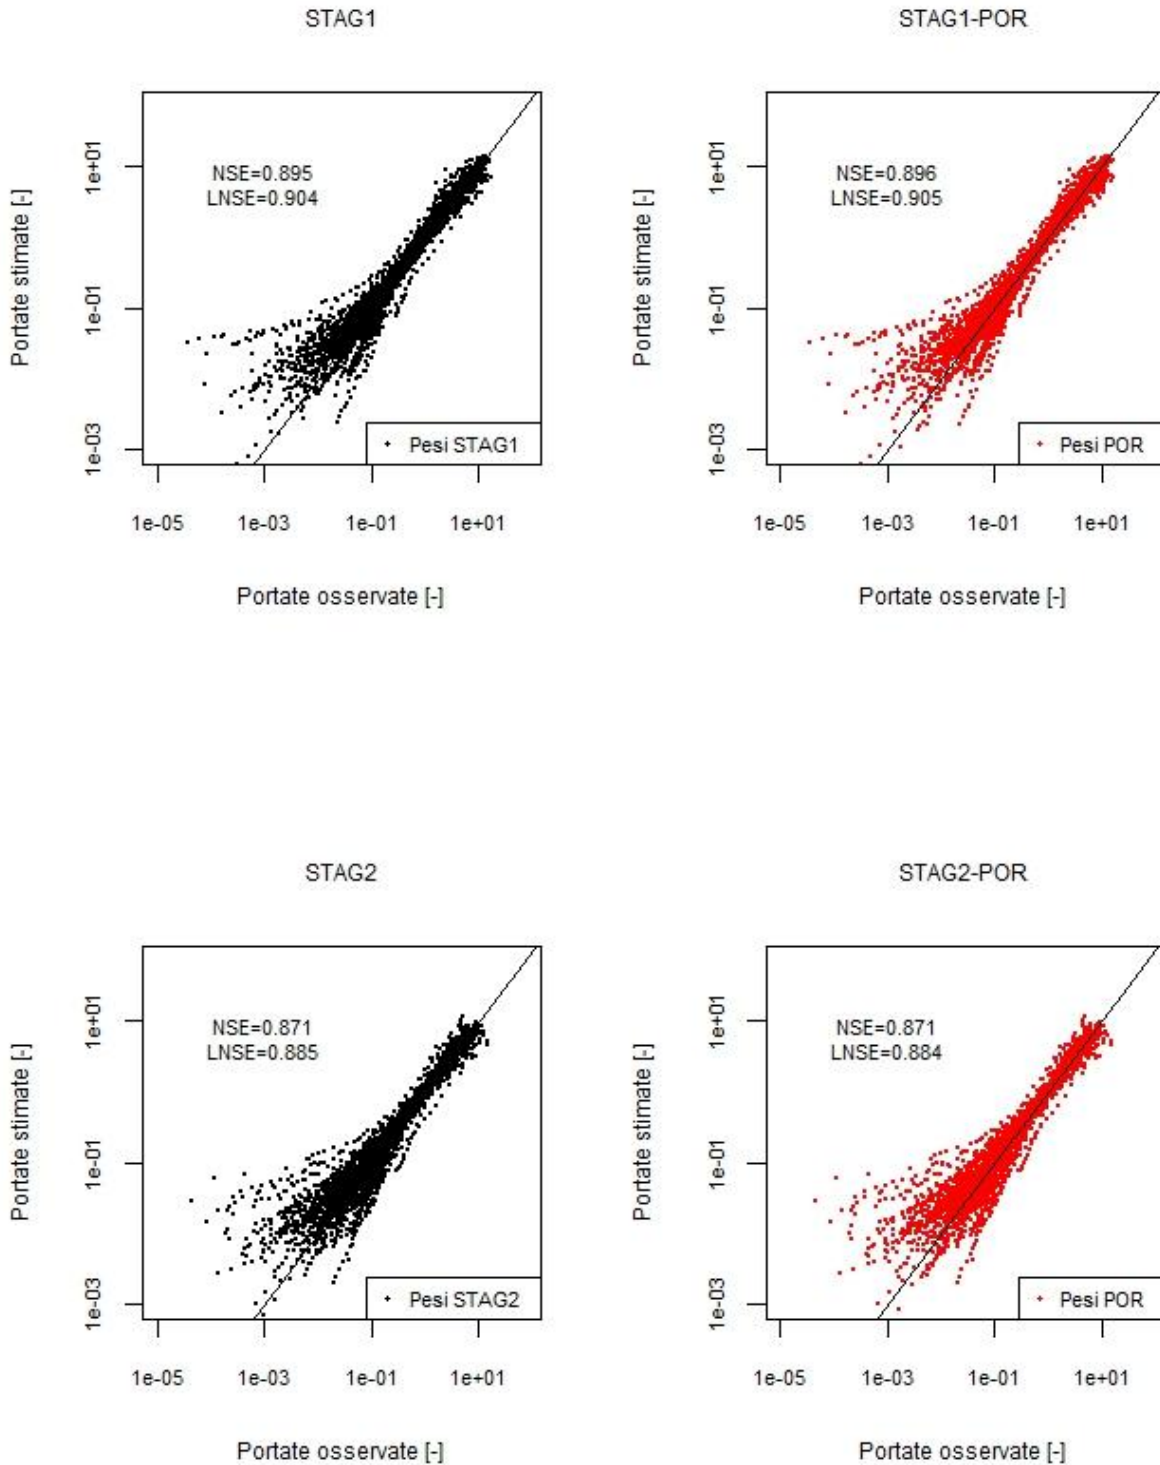 STAG1
NSE=0.895
LNSE=0.904
Portate stimate [-]
1e+01
1e-01
1e-03
Pesi STAG1
1e-05 1e-03 1e-01 1e+01
Portate osservate [-]
STAG1-POR
NSE=0.896
LNSE=0.905
Portate stimate [-]
1e+01
1e-01
1e-03
Pesi POR
1e-05 1e-03 1e-01 1e+01
Portate osservate [-]
STAG2
NSE=0.871
LNSE=0.885
Portate stimate [-]
1e+01
1e-01
1e-03
Pesi STAG2
1e-05 1e-03 1e-01 1e+01
Portate osservate [-]
STAG2-POR
NSE=0.871
LNSE=0.884
Portate stimate [-]
1e+01
1e-01
1e-03
Pesi POR
1e-05 1e-03 1e-01 1e+01
Portate osservate [-]